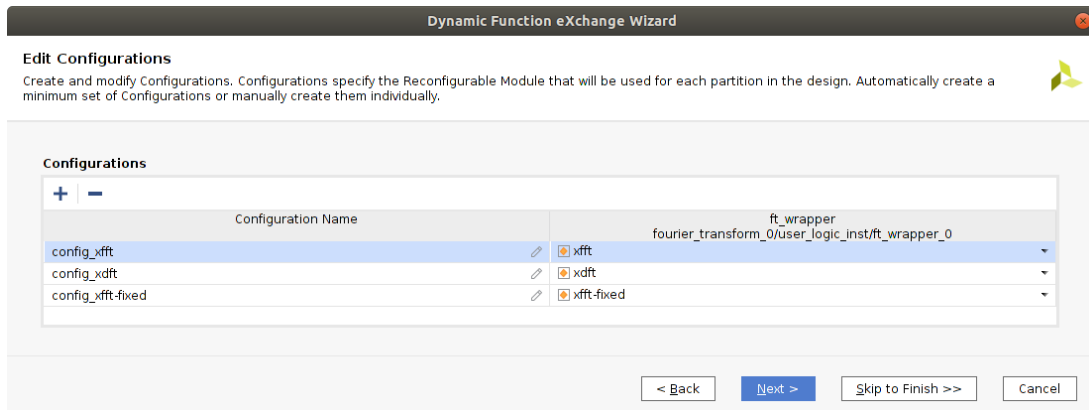 Dynamic Function eXchange Wizard
Edit Configurations
Create and modify Configurations. Configurations specify the Reconfigurable Module that will be used for each partition in the design. Automatically create a
minimum set of Configurations or manually create them individually.
Configurations
Configuration Name
ft_wrapper
fourier_transform_0/user_logic_inst/ft_wrapper_0
config_xfft xfft
config_xdft xdft
config_xfft-fixed xfft-fixed
< Back Next > Skip to Finish >> Cancel